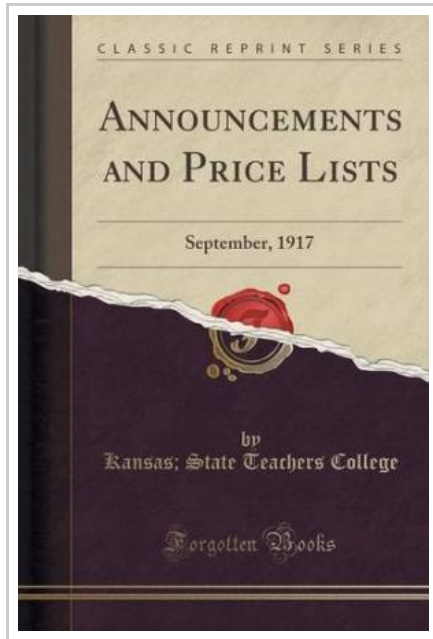 CLASSIC REPRINT SERIES
ANNOUNCEMENTS
AND PRICE LISTS
September, 1917
F
by
Kansas; State Teachers College
Forgotten Books